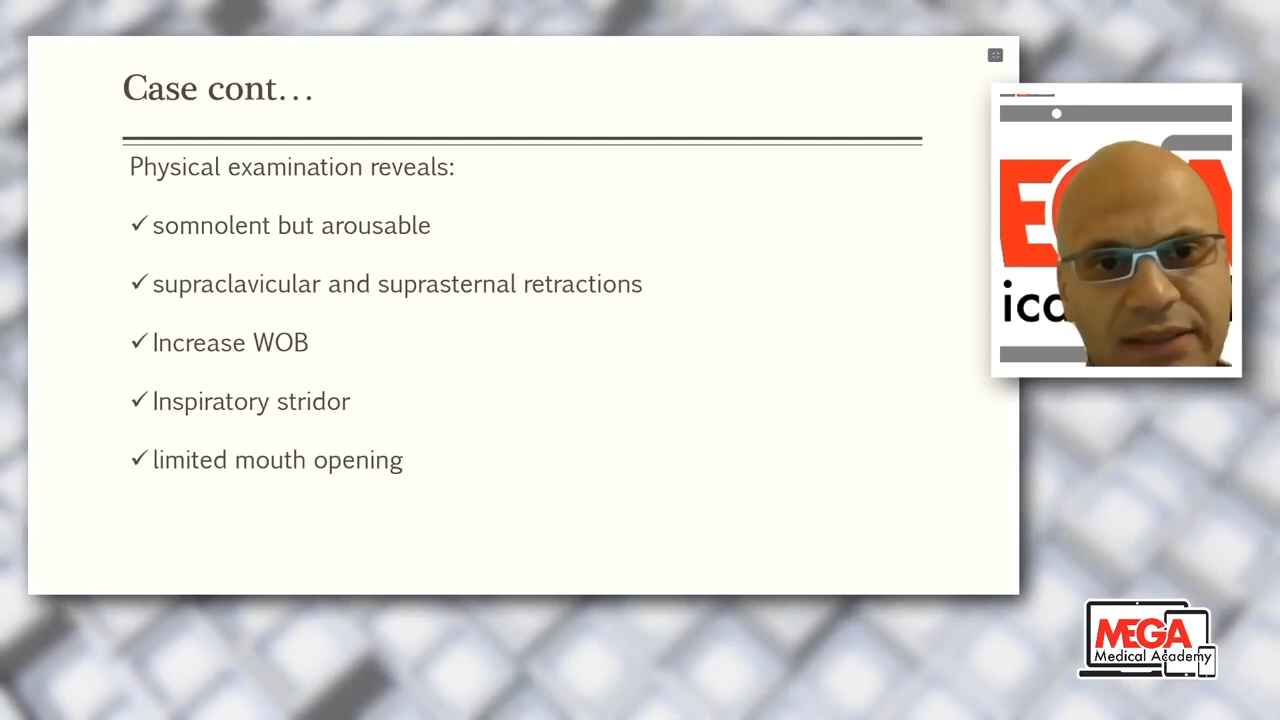 Case cont...
Physical examination reveals:
✓ somnolent but arousable
✓ supraclavicular and suprasternal retractions
✓ Increase WOB
✓ Inspiratory stridor
✓ limited mouth opening
E
ica
MEGA
Medical Academy